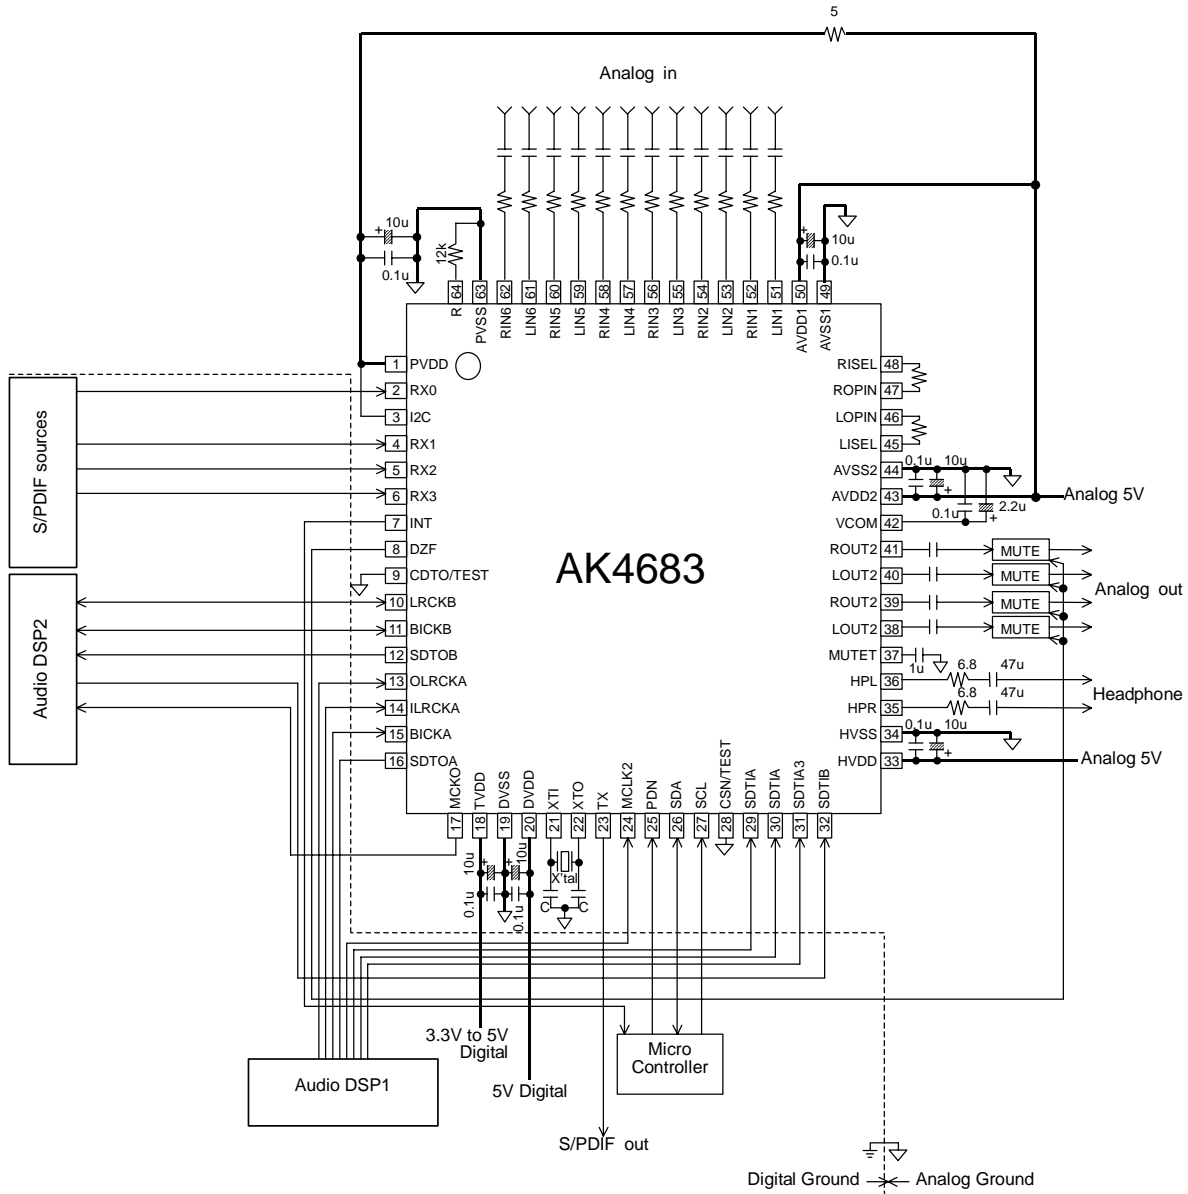 5
Analog in
10u
0.1u
12k
10u
0.1u
64 63 62 61 60 59 58 57 56 55 54 53 52 51 50 49
R PVSS RIN6 LIN6 RIN5 LIN5 RIN4 LIN4 RIN3 LIN3 RIN2 LIN2 RIN1 LIN1 AVDD1 AVSS1
+
+
S/PDIF sources
Audio DSP2
1 PVDD
2 RX0
3 I2C
4 RX1
5 RX2
6 RX3
7 INT
8 DZF
9 CDTO/TEST
10 LRCKB
11 BICKB
12 SDTOB
13 OLRCKA
14 ILRCKA
15 BICKA
16 SDTOA
AK4683
RISEL 48
ROPIN 47
LOPIN 46
LISEL 45
AVSS2 44
AVDD2 43
VCOM 42
ROUT2 41
LOUT2 40
ROUT2 39
LOUT2 38
MUTET 37
HPL 36
HPR 35
HVSS 34
HVDD 33
0.1u 10u
+
Analog 5V
0.1u
+
2.2u
MUTE
MUTE
MUTE
MUTE
Analog out
1u
6.8 47u
6.8 47u
Headphone
0.1u 10u
+
Analog 5V
MCKO TVDD DVSS DVDD XTI XTO TX MCLK2 PDN SDA SCL CSN/TEST SDTIA SDTIA SDTIA3 SDTIB
17 18 19 20 21 22 23 24 25 26 27 28 29 30 31 32
10u
+
+
10u
0.1u
0.1u
X'tal
C
C
3.3V to 5V
Digital
5V Digital
Micro
Controller
Audio DSP1
S/PDIF out
Digital Ground
Analog Ground